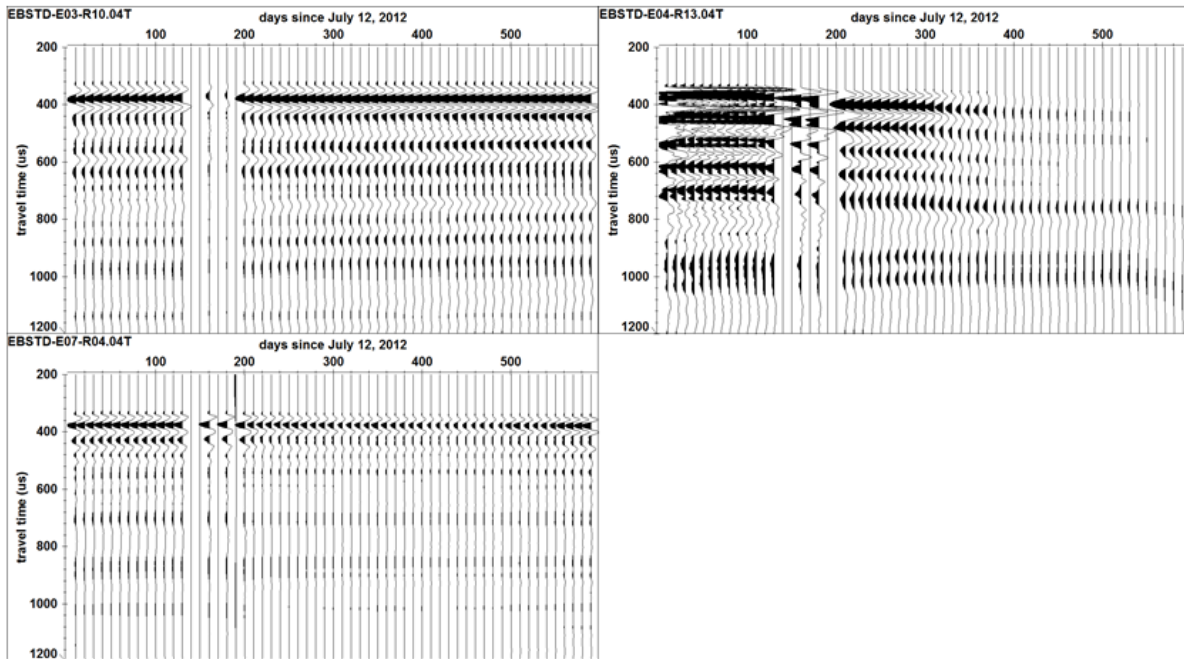 EBSTD-E03-R10.04T
days since July 12, 2012
100 200 300 400 500
200
400
600
800
1000
1200
travel time (us)
EBSTD-E04-R13.04T
days since July 12, 2012
100 200 300 400 500
200
400
600
800
1000
1200
travel time (us)
EBSTD-E07-R04.04T
days since July 12, 2012
100 200 300 400 500
200
400
600
800
1000
1200
travel time (us)